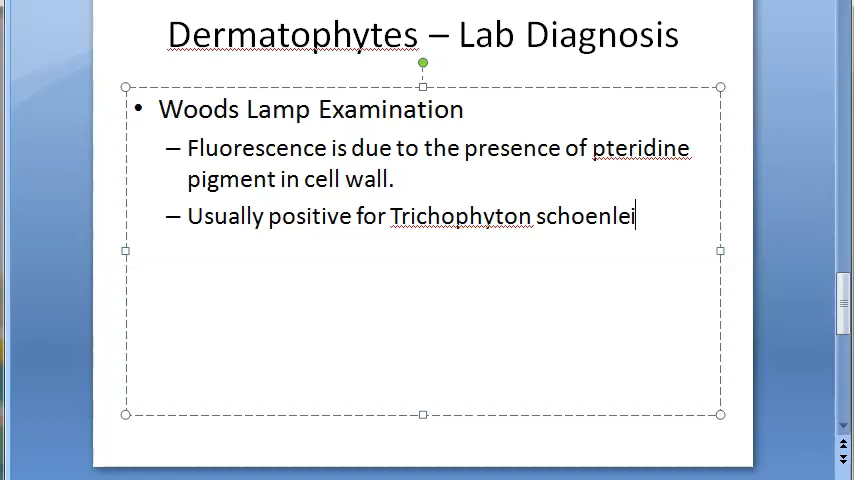 Dermatophytes – Lab Diagnosis
• Woods Lamp Examination
– Fluorescence is due to the presence of pteridine
pigment in cell wall.
– Usually positive for Trichophyton schoenlei